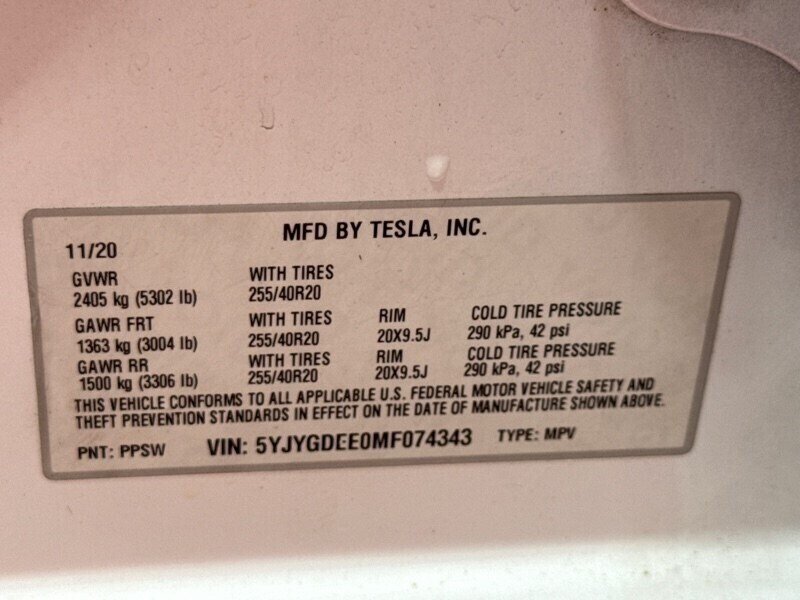 MFD BY TESLA, INC.
11/20
GVWR WITH TIRES
2405 kg (5302 lb) 255/40R20
GAWR FRT WITH TIRES RIM COLD TIRE PRESSURE
1363 kg (3004 lb) 255/40R20 20X9.5J 290 kPa, 42 psi
GAWR RR WITH TIRES RIM COLD TIRE PRESSURE
1500 kg (3306 lb) 255/40R20 20X9.5J 290 kPa, 42 psi
THIS VEHICLE CONFORMS TO ALL APPLICABLE U.S. FEDERAL MOTOR VEHICLE SAFETY AND
THEFT PREVENTION STANDARDS IN EFFECT ON THE DATE OF MANUFACTURE SHOWN ABOVE.
PNT: PPSW VIN: 5YJYGDEE0MF074343 TYPE: MPV